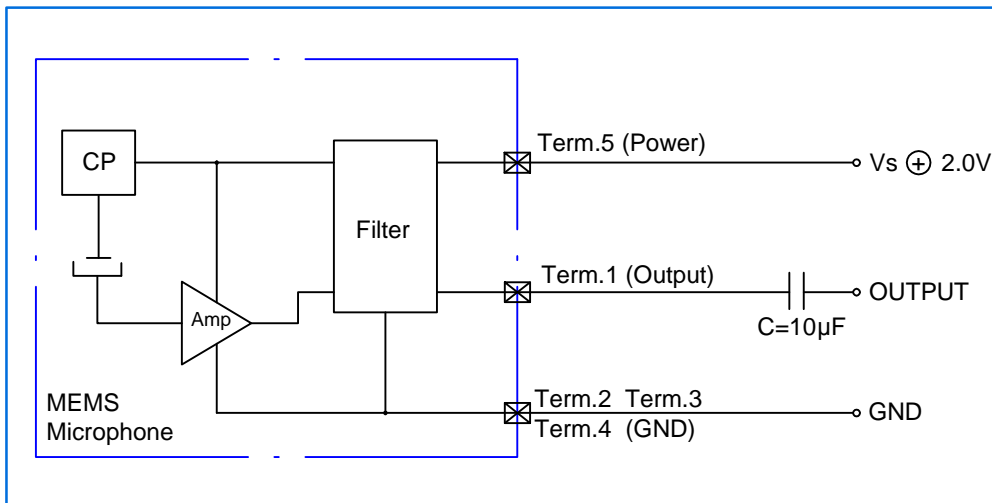 Term.5 (Power)
CP
Vs ⊕ 2.0V
Filter
Term.1 (Output)
OUTPUT
Amp
C=10µF
MEMS
Microphone
Term.2 Term.3
GND
Term.4 (GND)